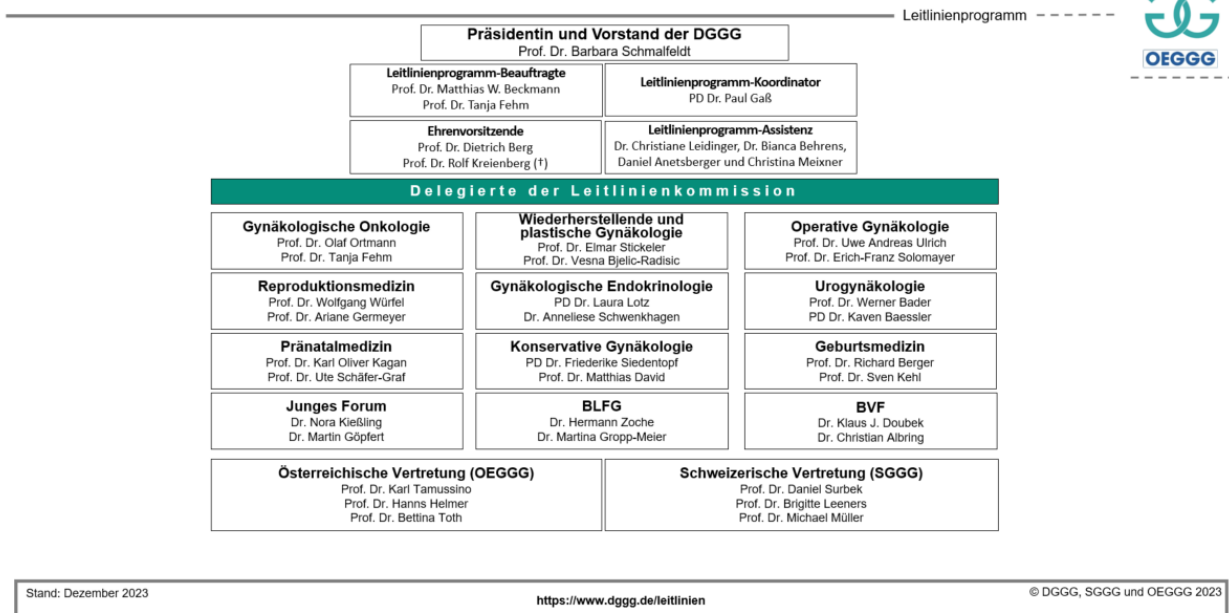 Leitlinienprogramm
OEGGG
Präsidentin und Vorstand der DGGG
Prof. Dr. Barbara Schmalfeldt
Leitlinienprogramm-Beauftragte
Prof. Dr. Matthias W. Beckmann
Prof. Dr. Tanja Fehm
Leitlinienprogramm-Koordinator
PD Dr. Paul Gaß
Ehrenvorsitzende
Prof. Dr. Dietrich Berg
Prof. Dr. Rolf Kreienberg (†)
Leitlinienprogramm-Assistenz
Dr. Christiane Leidinger, Dr. Bianca Behrens,
Daniel Anetsberger und Christina Meixner
Delegierte der Leitlinienkommission
Gynäkologische Onkologie
Prof. Dr. Olaf Ortmann
Prof. Dr. Tanja Fehm
Wiederherstellende und
plastische Gynäkologie
Prof. Dr. Elmar Stickeler
Prof. Dr. Vesna Bjelic-Radisic
Operative Gynäkologie
Prof. Dr. Uwe Andreas Ulrich
Prof. Dr. Erich-Franz Solomayer
Reproduktionsmedizin
Prof. Dr. Wolfgang Würfel
Prof. Dr. Ariane Germeyer
Gynäkologische Endokrinologie
PD Dr. Laura Lotz
Dr. Anneliese Schwenkhagen
Urogynäkologie
Prof. Dr. Werner Bader
PD Dr. Kaven Baessler
Pränatalmedizin
Prof. Dr. Karl Oliver Kagan
Prof. Dr. Ute Schäfer-Graf
Konservative Gynäkologie
PD Dr. Friederike Siedentopf
Prof. Dr. Matthias David
Geburtsmedizin
Prof. Dr. Richard Berger
Prof. Dr. Sven Kehl
Junges Forum
Dr. Nora Kießling
Dr. Martin Göpfert
BLFG
Dr. Hermann Zoche
Dr. Martina Gropp-Meier
BVF
Dr. Klaus J. Doubek
Dr. Christian Albring
Österreichische Vertretung (OEGGG)
Prof. Dr. Karl Tamussino
Prof. Dr. Hanns Helmer
Prof. Dr. Bettina Toth
Schweizerische Vertretung (SGGG)
Prof. Dr. Daniel Surbek
Prof. Dr. Brigitte Leeners
Prof. Dr. Michael Müller
Stand: Dezember 2023
https://www.dggg.de/leitlinien
© DGGG, SGGG und OEGGG 2023